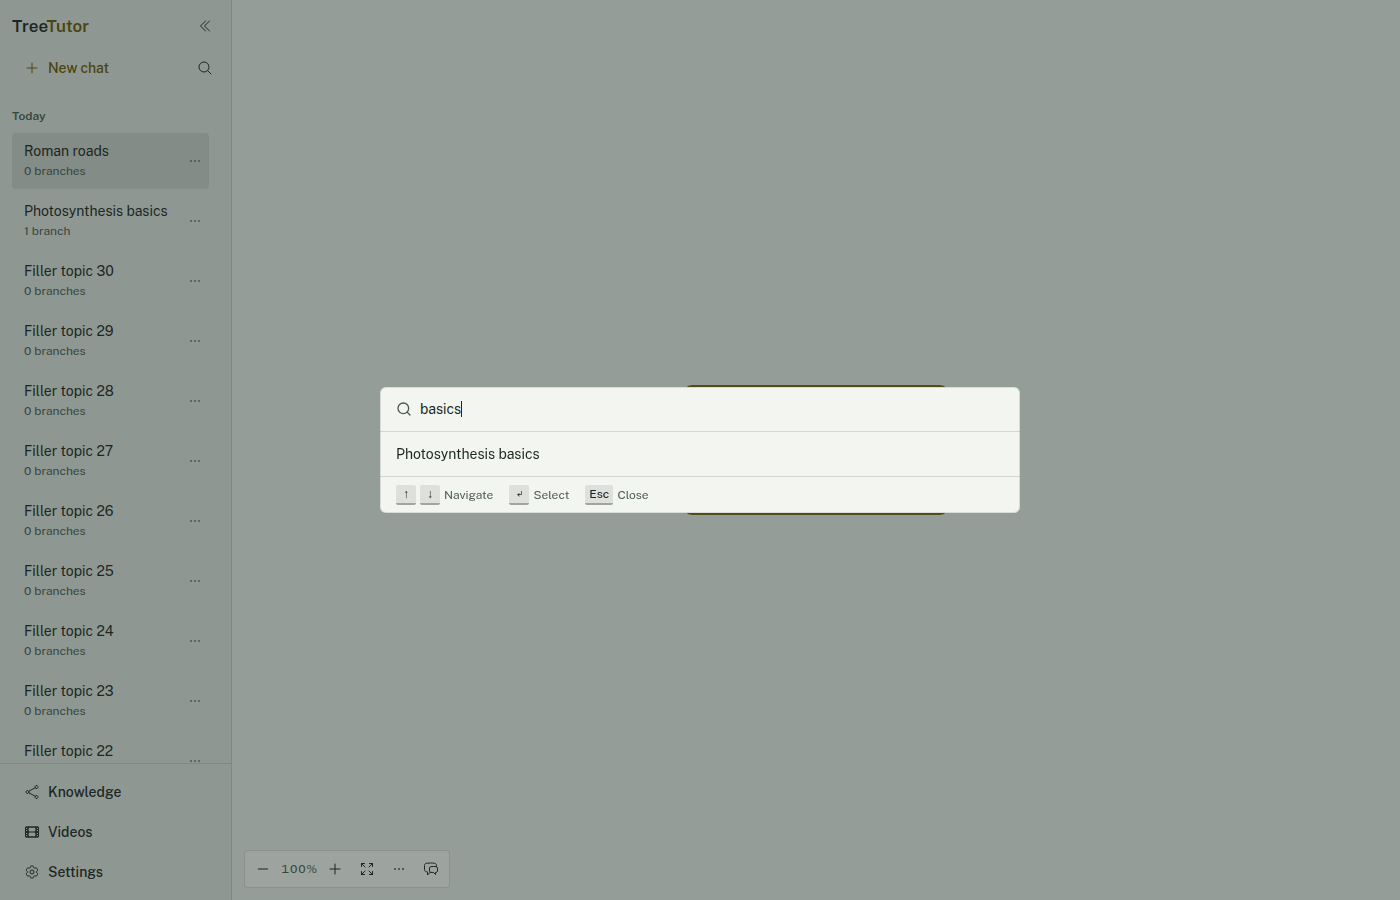 TreeTutor
New chat
Today
Roman roads
0 branches
Photosynthesis basics
1 branch
Filler topic 30
0 branches
Filler topic 29
0 branches
Filler topic 28
0 branches
Filler topic 27
0 branches
Filler topic 26
0 branches
Filler topic 25
0 branches
Filler topic 24
0 branches
Filler topic 23
0 branches
Filler topic 22
Knowledge
Videos
Settings
basics
Photosynthesis basics
↑ ↓ Navigate ↵ Select Esc Close
100%